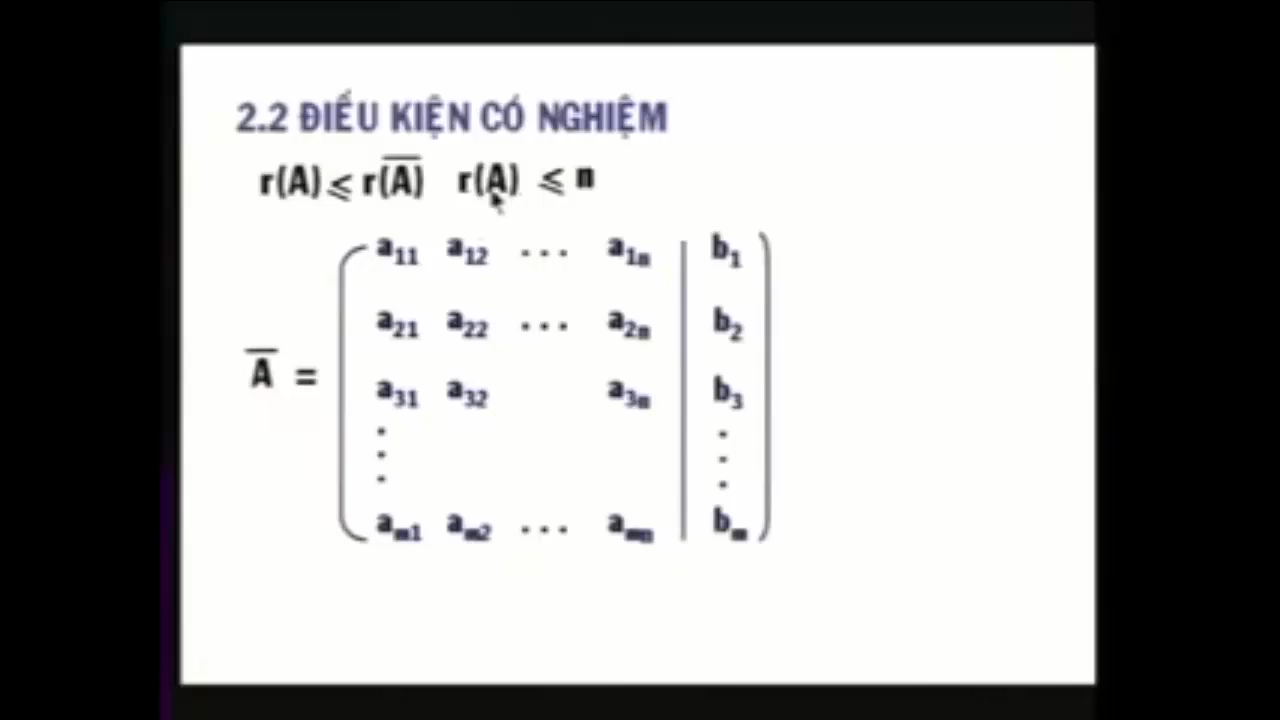 2.2 ĐIỀU KIỆN CÓ NGHIỆM
r(A) ⩽ r(A̅) r(A) ⩽ n
a₁₁ a₁₂ ... a₁ₙ b₁
a₂₁ a₂₂ ... a₂ₙ b₂
A̅ =
a₃₁ a₃₂ a₃ₙ b₃
. .
. .
. .
aₘ₁ aₘ₂ ... aₘₙ bₘ